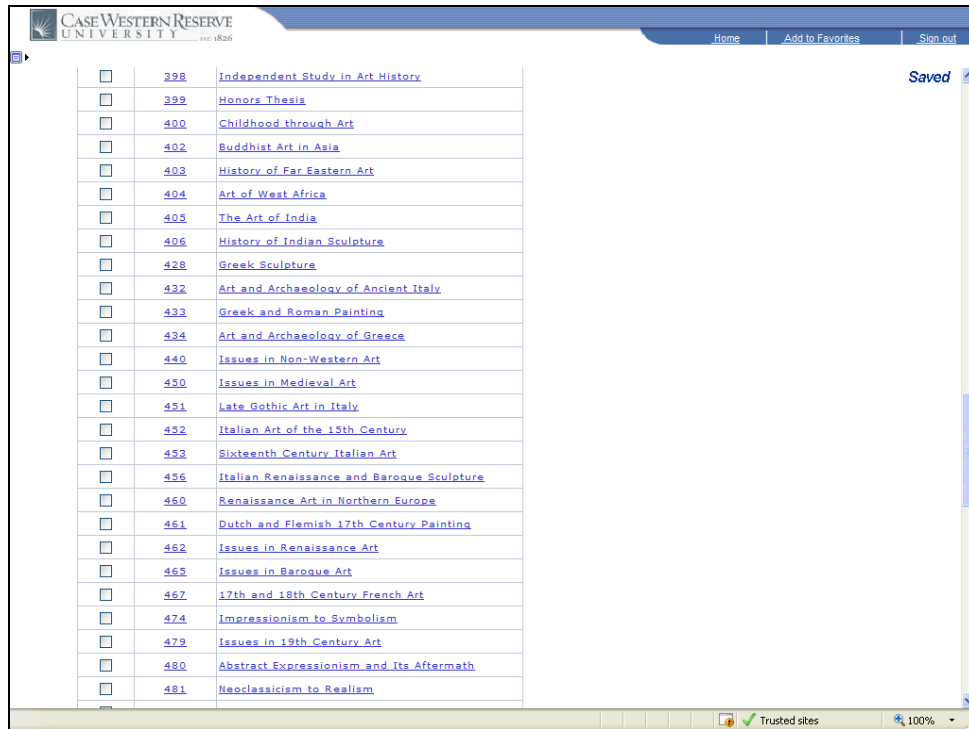 CASE WESTERN RESERVE
UNIVERSITY EST. 1826
Home Add to Favorites Sign out
Saved
398 Independent Study in Art History
399 Honors Thesis
400 Childhood through Art
402 Buddhist Art in Asia
403 History of Far Eastern Art
404 Art of West Africa
405 The Art of India
406 History of Indian Sculpture
428 Greek Sculpture
432 Art and Archaeology of Ancient Italy
433 Greek and Roman Painting
434 Art and Archaeology of Greece
440 Issues in Non-Western Art
450 Issues in Medieval Art
451 Late Gothic Art in Italy
452 Italian Art of the 15th Century
453 Sixteenth Century Italian Art
456 Italian Renaissance and Baroque Sculpture
460 Renaissance Art in Northern Europe
461 Dutch and Flemish 17th Century Painting
462 Issues in Renaissance Art
465 Issues in Baroque Art
467 17th and 18th Century French Art
474 Impressionism to Symbolism
479 Issues in 19th Century Art
480 Abstract Expressionism and Its Aftermath
481 Neoclassicism to Realism
Trusted sites 100%